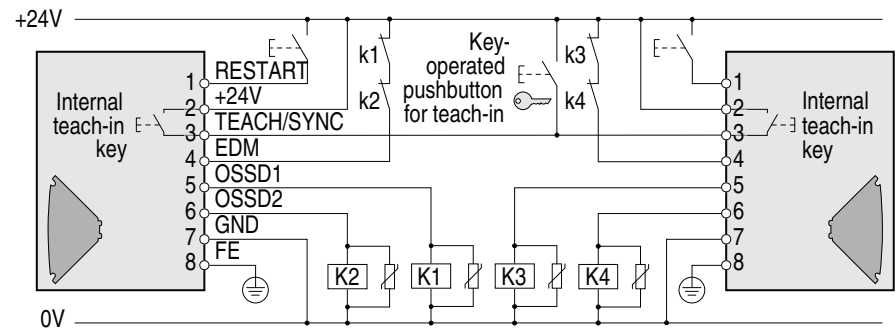 +24V
1 RESTART
2 +24V
3 TEACH/SYNC
4 EDM
5 OSSD1
6 OSSD2
7 GND
8 FE
Internal
teach-in
key
k1
k2
Key-
operated
pushbutton
for teach-in
k3
k4
1
2
3
4
5
6
7
8
Internal
teach-in
key
K2
K1
K3
K4
0V